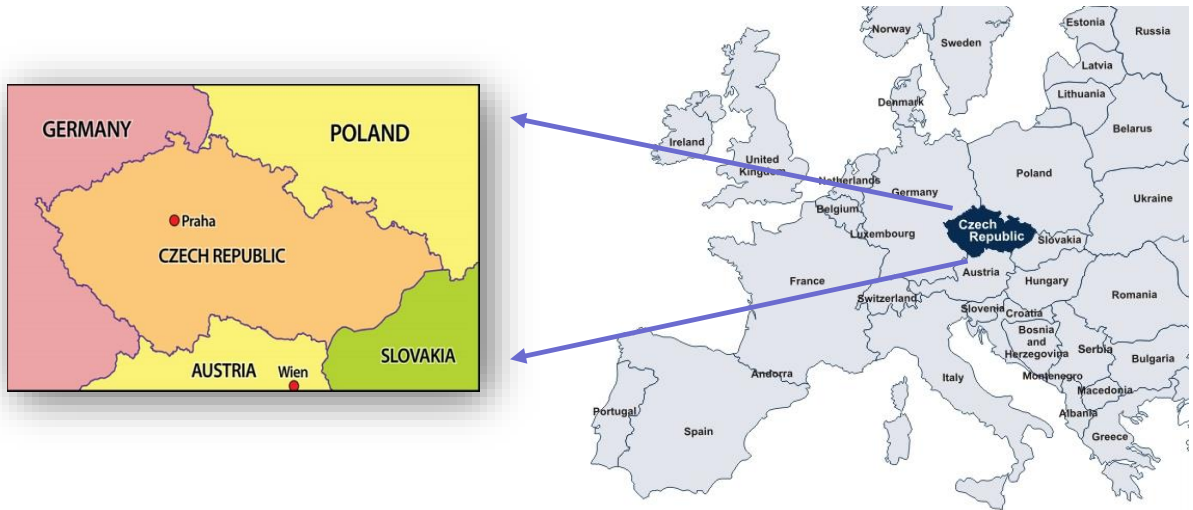 GERMANY
POLAND
Praha
CZECH REPUBLIC
SLOVAKIA
AUSTRIA
Wien
Norway
Sweden
Estonia
Russia
Latvia
Lithuania
Denmark
Belarus
Ireland
United
Kingdom
Netherlands
Germany
Poland
Ukraine
Belgium
Luxembourg
Czech
Republic
Slovakia
France
Austria
Hungary
Switzerland
Romania
Slovenia
Croatia
Bosnia
and
Herzegovina
Serbia
Bulgaria
Andorra
Italy
Montenegro
Macedonia
Albania
Portugal
Spain
Greece